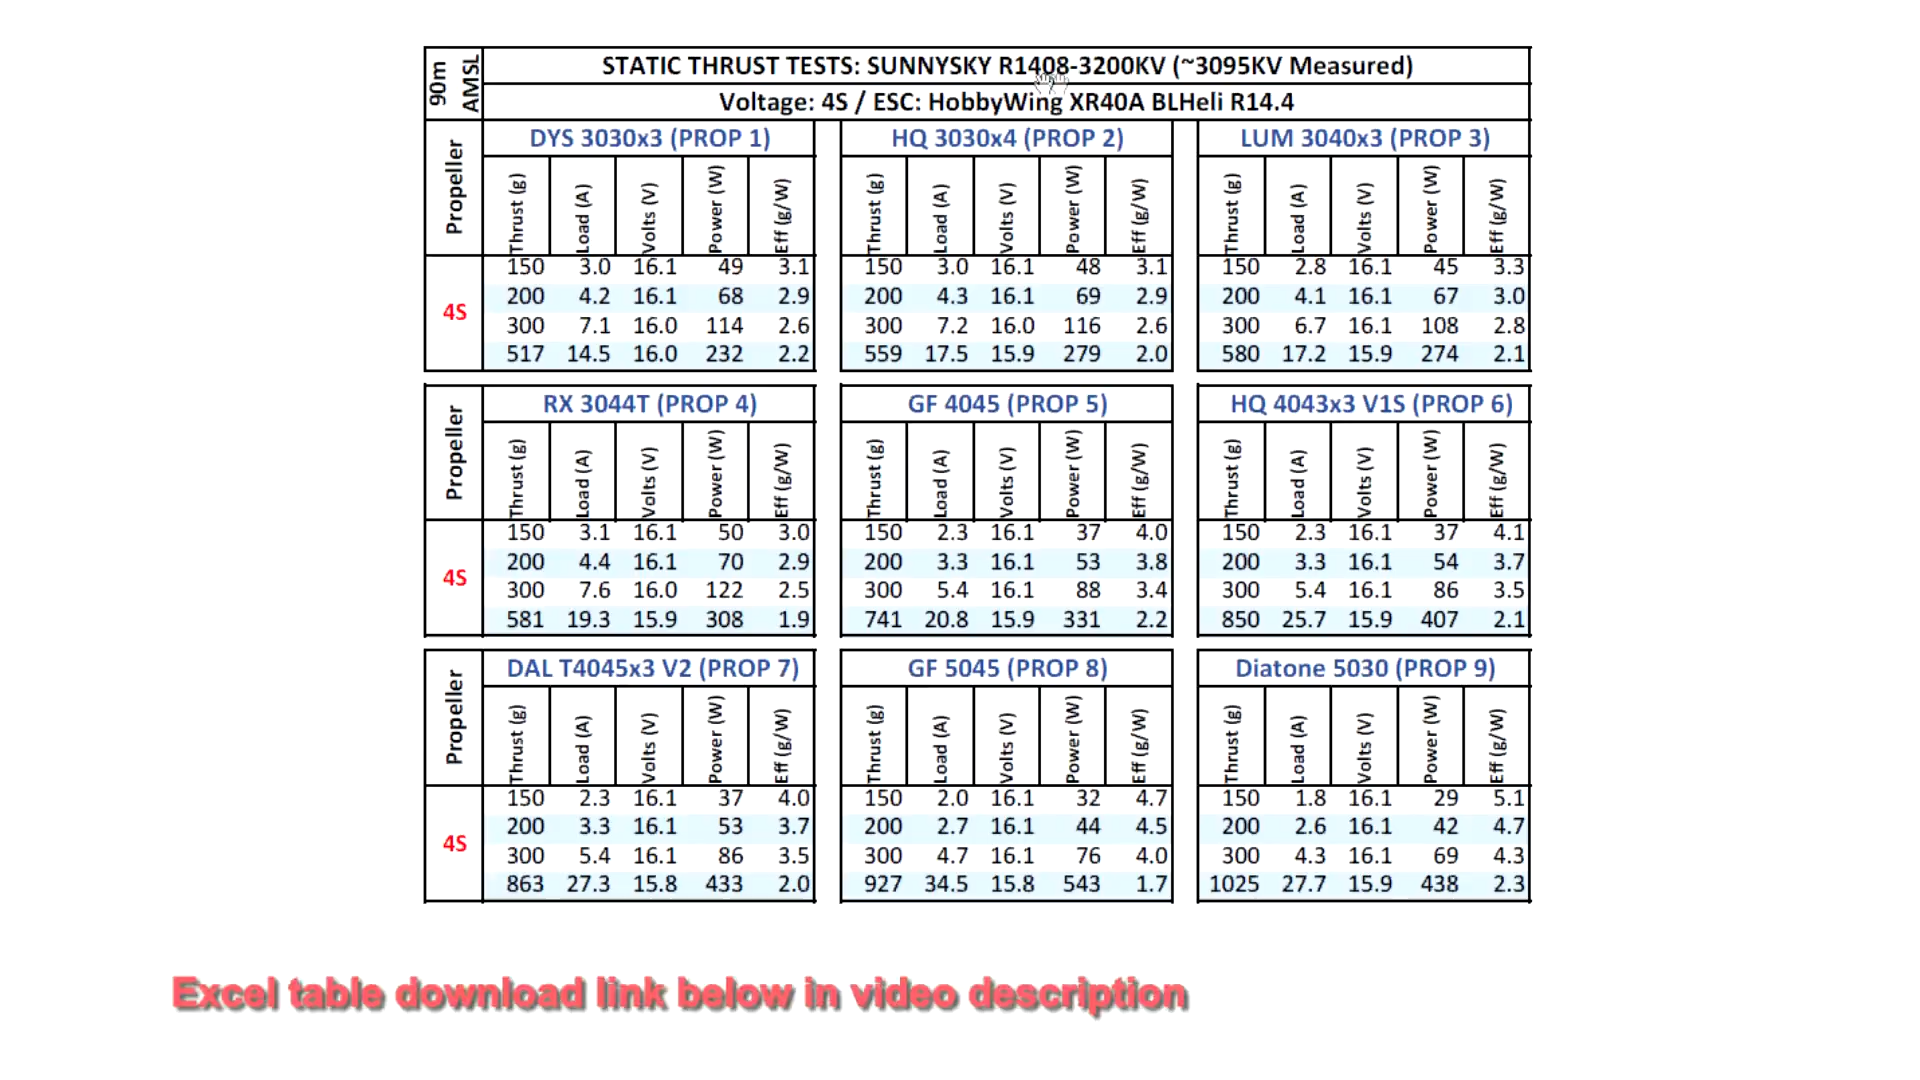 90m AMSL
STATIC THRUST TESTS: SUNNYSKY R1408-3200KV (~3095KV Measured)
Voltage: 4S / ESC: HobbyWing XR40A BLHeli R14.4
Propeller
DYS 3030x3 (PROP 1) HQ 3030x4 (PROP 2) LUM 3040x3 (PROP 3)
Thrust (g) Load (A) Volts (V) Power (W) Eff (g/W) Thrust (g) Load (A) Volts (V) Power (W) Eff (g/W) Thrust (g) Load (A) Volts (V) Power (W) Eff (g/W)
4S
150 3.0 16.1 49 3.1 150 3.0 16.1 48 3.1 150 2.8 16.1 45 3.3
200 4.2 16.1 68 2.9 200 4.3 16.1 69 2.9 200 4.1 16.1 67 3.0
300 7.1 16.0 114 2.6 300 7.2 16.0 116 2.6 300 6.7 16.1 108 2.8
517 14.5 16.0 232 2.2 559 17.5 15.9 279 2.0 580 17.2 15.9 274 2.1
Propeller
RX 3044T (PROP 4) GF 4045 (PROP 5) HQ 4043x3 V1S (PROP 6)
Thrust (g) Load (A) Volts (V) Power (W) Eff (g/W) Thrust (g) Load (A) Volts (V) Power (W) Eff (g/W) Thrust (g) Load (A) Volts (V) Power (W) Eff (g/W)
4S
150 3.1 16.1 50 3.0 150 2.3 16.1 37 4.0 150 2.3 16.1 37 4.1
200 4.4 16.1 70 2.9 200 3.3 16.1 53 3.8 200 3.3 16.1 54 3.7
300 7.6 16.0 122 2.5 300 5.4 16.1 88 3.4 300 5.4 16.1 86 3.5
581 19.3 15.9 308 1.9 741 20.8 15.9 331 2.2 850 25.7 15.9 407 2.1
Propeller
DAL T4045x3 V2 (PROP 7) GF 5045 (PROP 8) Diatone 5030 (PROP 9)
Thrust (g) Load (A) Volts (V) Power (W) Eff (g/W) Thrust (g) Load (A) Volts (V) Power (W) Eff (g/W) Thrust (g) Load (A) Volts (V) Power (W) Eff (g/W)
4S
150 2.3 16.1 37 4.0 150 2.0 16.1 32 4.7 150 1.8 16.1 29 5.1
200 3.3 16.1 53 3.7 200 2.7 16.1 44 4.5 200 2.6 16.1 42 4.7
300 5.4 16.1 86 3.5 300 4.7 16.1 76 4.0 300 4.3 16.1 69 4.3
863 27.3 15.8 433 2.0 927 34.5 15.8 543 1.7 1025 27.7 15.9 438 2.3
Excel table download link below in video description